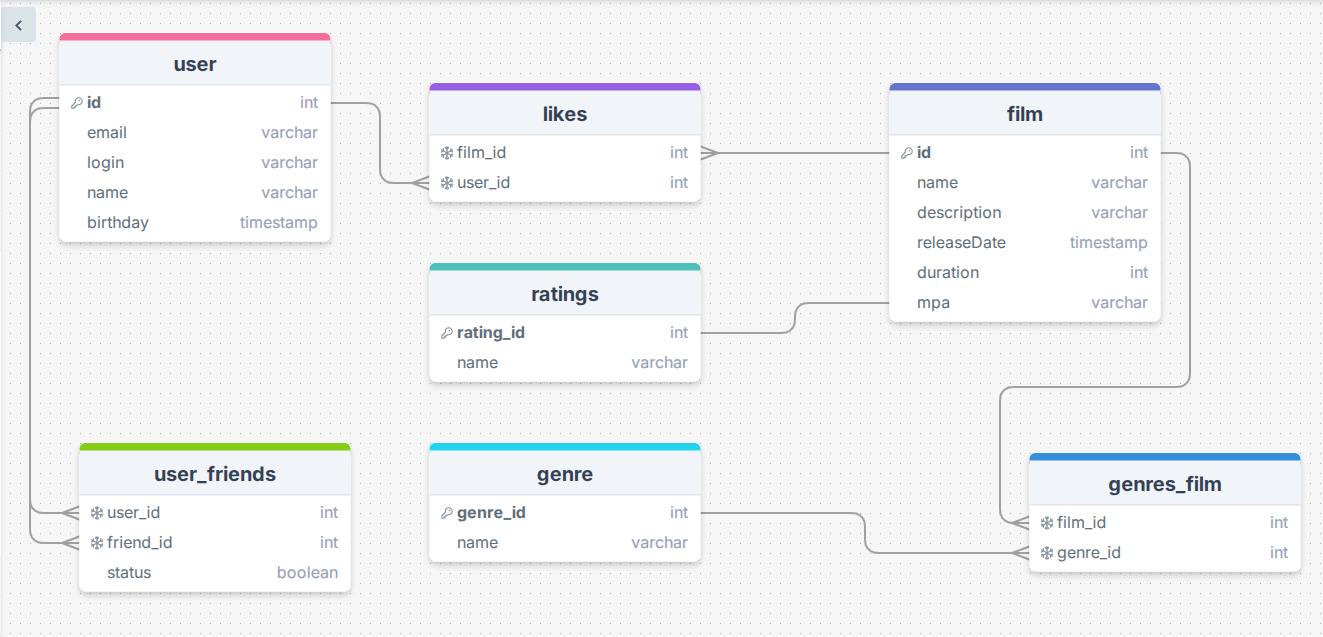 user
id int
email varchar
login varchar
name varchar
birthday timestamp
likes
film_id int
user_id int
film
id int
name varchar
description varchar
releaseDate timestamp
duration int
mpa varchar
ratings
rating_id int
name varchar
user_friends
user_id int
friend_id int
status boolean
genre
genre_id int
name varchar
genres_film
film_id int
genre_id int